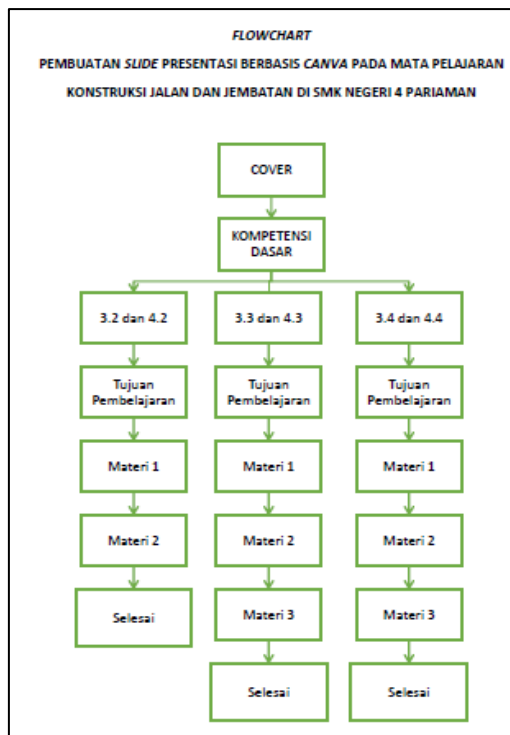 FLOWCHART
PEMBUATAN SLIDE PRESENTASI BERBASIS CANVA PADA MATA PELAJARAN
KONSTRUKSI JALAN DAN JEMBATAN DI SMK NEGERI 4 PARIAMAN
COVER
KOMPETENSI
DASAR
3.2 dan 4.2
Tujuan
Pembelajaran
Materi 1
Materi 2
Selesai
3.3 dan 4.3
Tujuan
Pembelajaran
Materi 1
Materi 2
Materi 3
Selesai
3.4 dan 4.4
Tujuan
Pembelajaran
Materi 1
Materi 2
Materi 3
Selesai